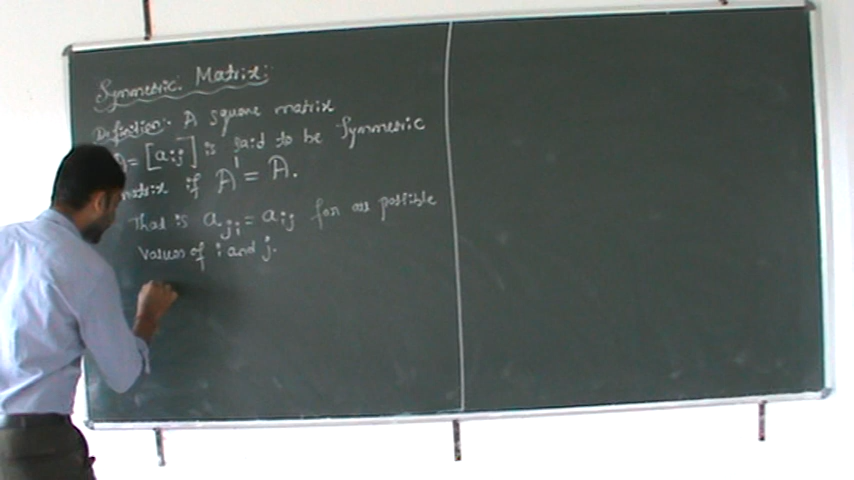 Symmetric Matrix:
Definition:- A square matrix
A = [aij] is said to be Symmetric
matrix if A' = A.
That is aji = aij for all possible
values of i and j.